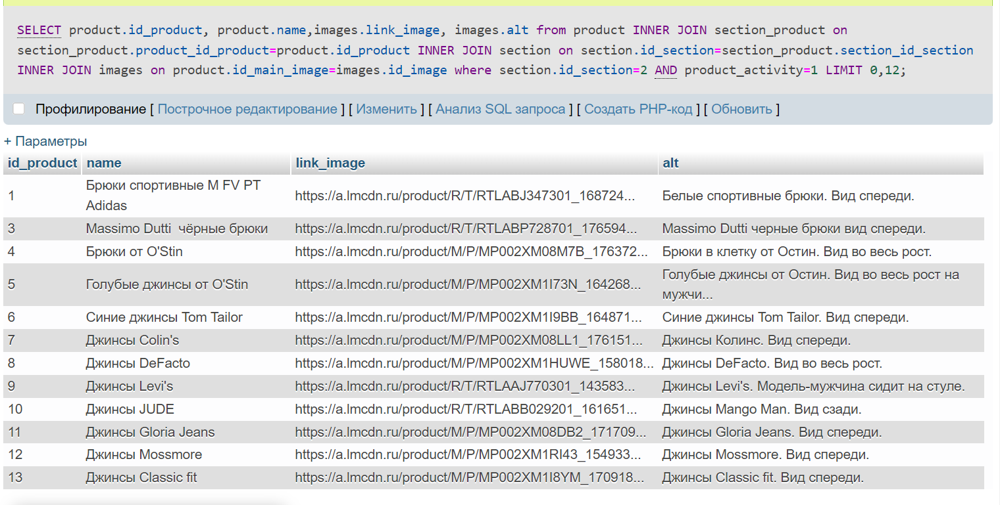 SELECT product.id_product, product.name,images.link_image, images.alt from product INNER JOIN section_product on
section_product.product_id_product=product.id_product INNER JOIN section on section.id_section=section_product.section_id_section
INNER JOIN images on product.id_main_image=images.id_image where section.id_section=2 AND product_activity=1 LIMIT 0,12;
Профилирование [ Построчное редактирование ] [ Изменить ] [ Анализ SQL запроса ] [ Создать PHP-код ] [ Обновить ]
+ Параметры
id_product name link_image alt
1 Брюки спортивные M FV PT Adidas https://a.lmcdn.ru/product/R/T/RTLABJ347301_168724... Белые спортивные брюки. Вид спереди.
3 Massimo Dutti  чёрные брюки https://a.lmcdn.ru/product/R/T/RTLABP728701_176594... Massimo Dutti черные брюки вид спереди.
4 Брюки от O'Stin https://a.lmcdn.ru/product/M/P/MP002XM08M7B_176372... Брюки в клетку от Остин. Вид во весь рост.
5 Голубые джинсы от O'Stin https://a.lmcdn.ru/product/M/P/MP002XM1I73N_164268... Голубые джинсы от Остин. Вид во весь рост на мужчи...
6 Синие джинсы Tom Tailor https://a.lmcdn.ru/product/M/P/MP002XM1I9BB_164871... Синие джинсы Tom Tailor. Вид спереди.
7 Джинсы Colin's https://a.lmcdn.ru/product/M/P/MP002XM08LL1_176151... Джинсы Колинс. Вид спереди.
8 Джинсы DeFacto https://a.lmcdn.ru/product/M/P/MP002XM1HUWE_158018... Джинсы DeFacto. Вид во весь рост.
9 Джинсы Levi's https://a.lmcdn.ru/product/R/T/RTLAAJ770301_143583... Джинсы Levi's. Модель-мужчина сидит на стуле.
10 Джинсы JUDE https://a.lmcdn.ru/product/R/T/RTLABB029201_161651... Джинсы Mango Man. Вид сзади.
11 Джинсы Gloria Jeans https://a.lmcdn.ru/product/M/P/MP002XM08DB2_171709... Джинсы Gloria Jeans. Вид спереди.
12 Джинсы Mossmore https://a.lmcdn.ru/product/M/P/MP002XM1RI43_154933... Джинсы Mossmore. Вид спереди.
13 Джинсы Classic fit https://a.lmcdn.ru/product/M/P/MP002XM1I8YM_170918... Джинсы Classic fit. Вид спереди.